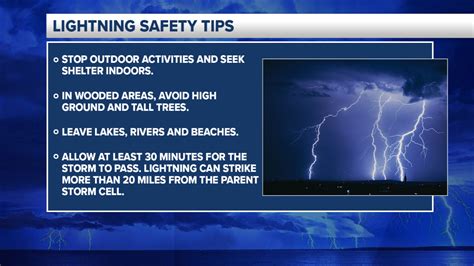 LIGHTNING SAFETY TIPS
STOP OUTDOOR ACTIVITIES AND SEEK
SHELTER INDOORS.
IN WOODED AREAS, AVOID HIGH
GROUND AND TALL TREES.
LEAVE LAKES, RIVERS AND BEACHES.
ALLOW AT LEAST 30 MINUTES FOR THE
STORM TO PASS. LIGHTNING CAN STRIKE
MORE THAN 20 MILES FROM THE PARENT
STORM CELL.